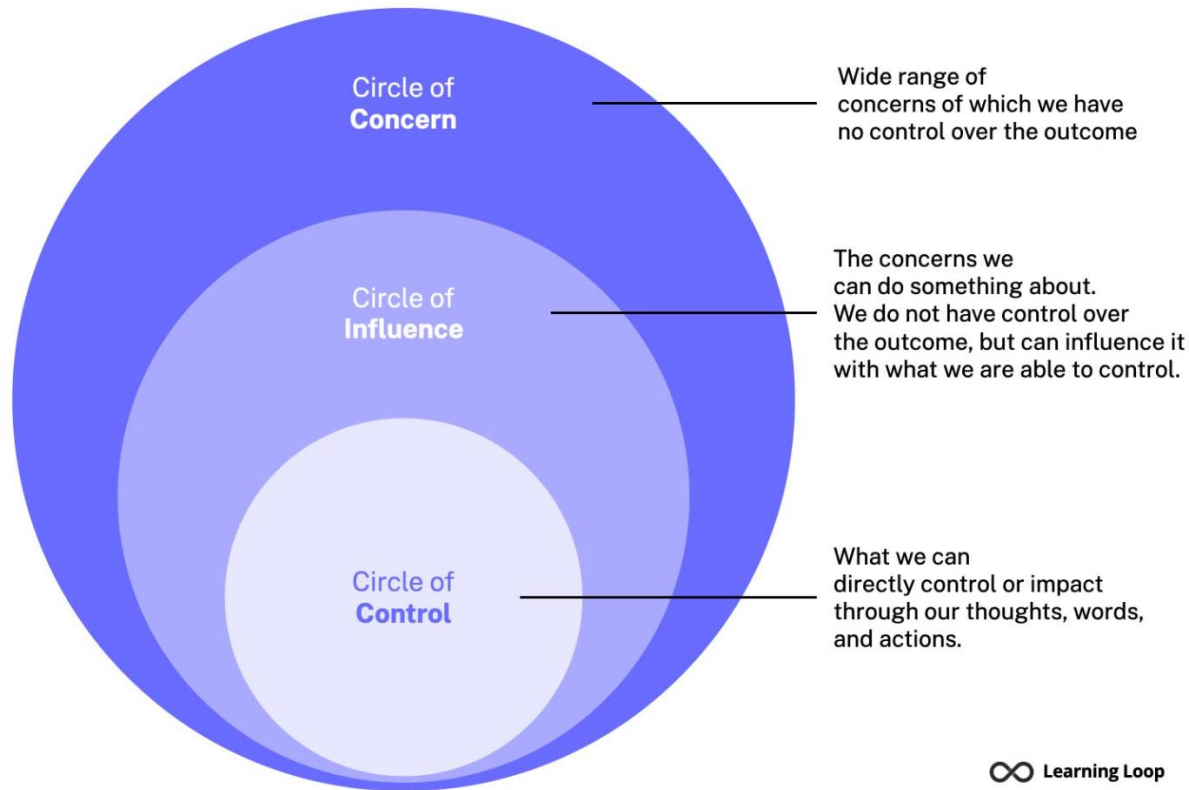 Circle of
Concern
Wide range of
concerns of which we have
no control over the outcome
Circle of
Influence
The concerns we
can do something about.
We do not have control over
the outcome, but can influence it
with what we are able to control.
Circle of
Control
What we can
directly control or impact
through our thoughts, words,
and actions.
Learning Loop